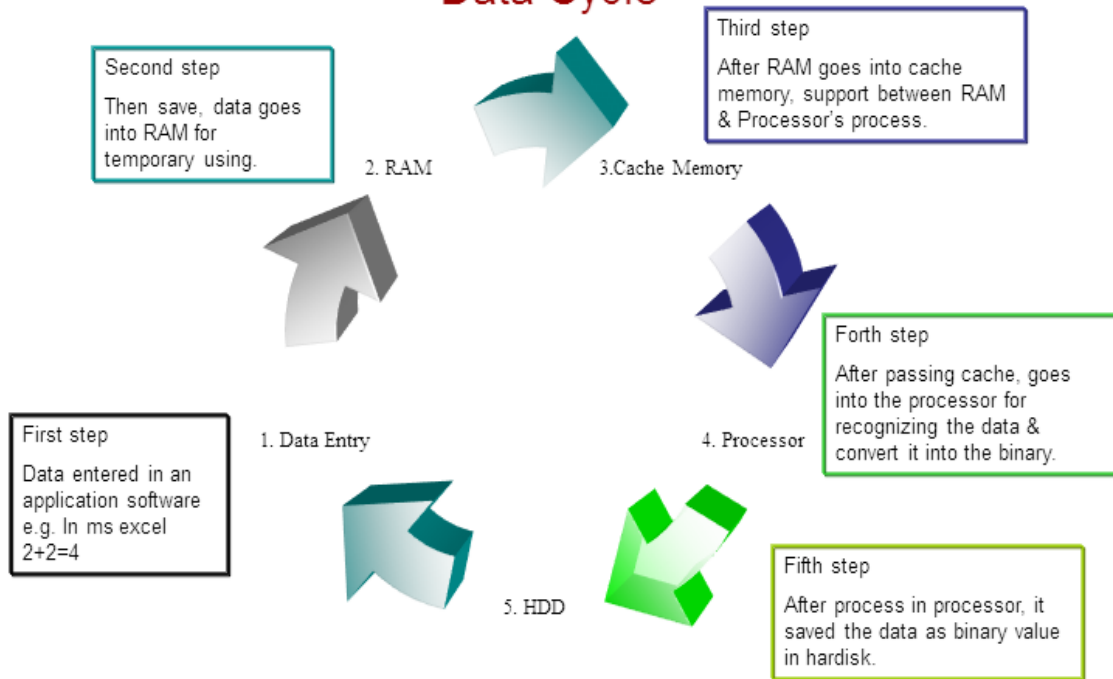 Data Cycle
Second step
Then save, data goes
into RAM for
temporary using.
2. RAM
3.Cache Memory
Third step
After RAM goes into cache
memory, support between RAM
& Processor's process.
Forth step
After passing cache, goes
into the processor for
recognizing the data &
convert it into the binary.
4. Processor
1. Data Entry
First step
Data entered in an
application software
e.g. In ms excel
2+2=4
5. HDD
Fifth step
After process in processor, it
saved the data as binary value
in hardisk.